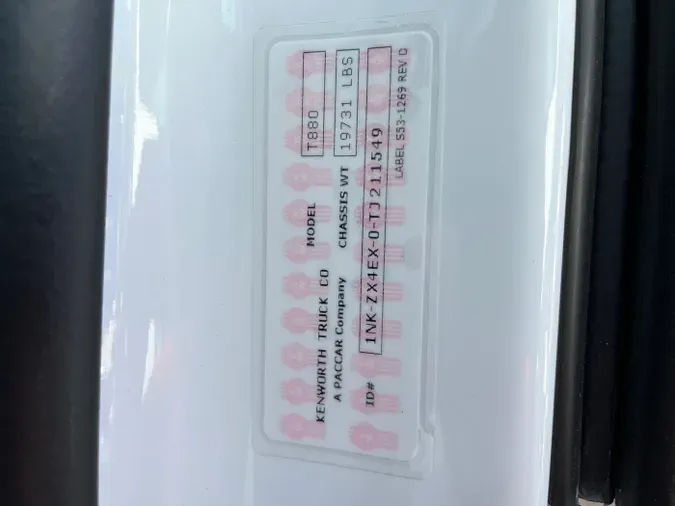 KENWORTH TRUCK CO MODEL T880
A PACCAR Company CHASSIS WT 19731 LBS
ID# 1NK-ZX4EX-0-TJ211549
LABEL S53-1269 REV D